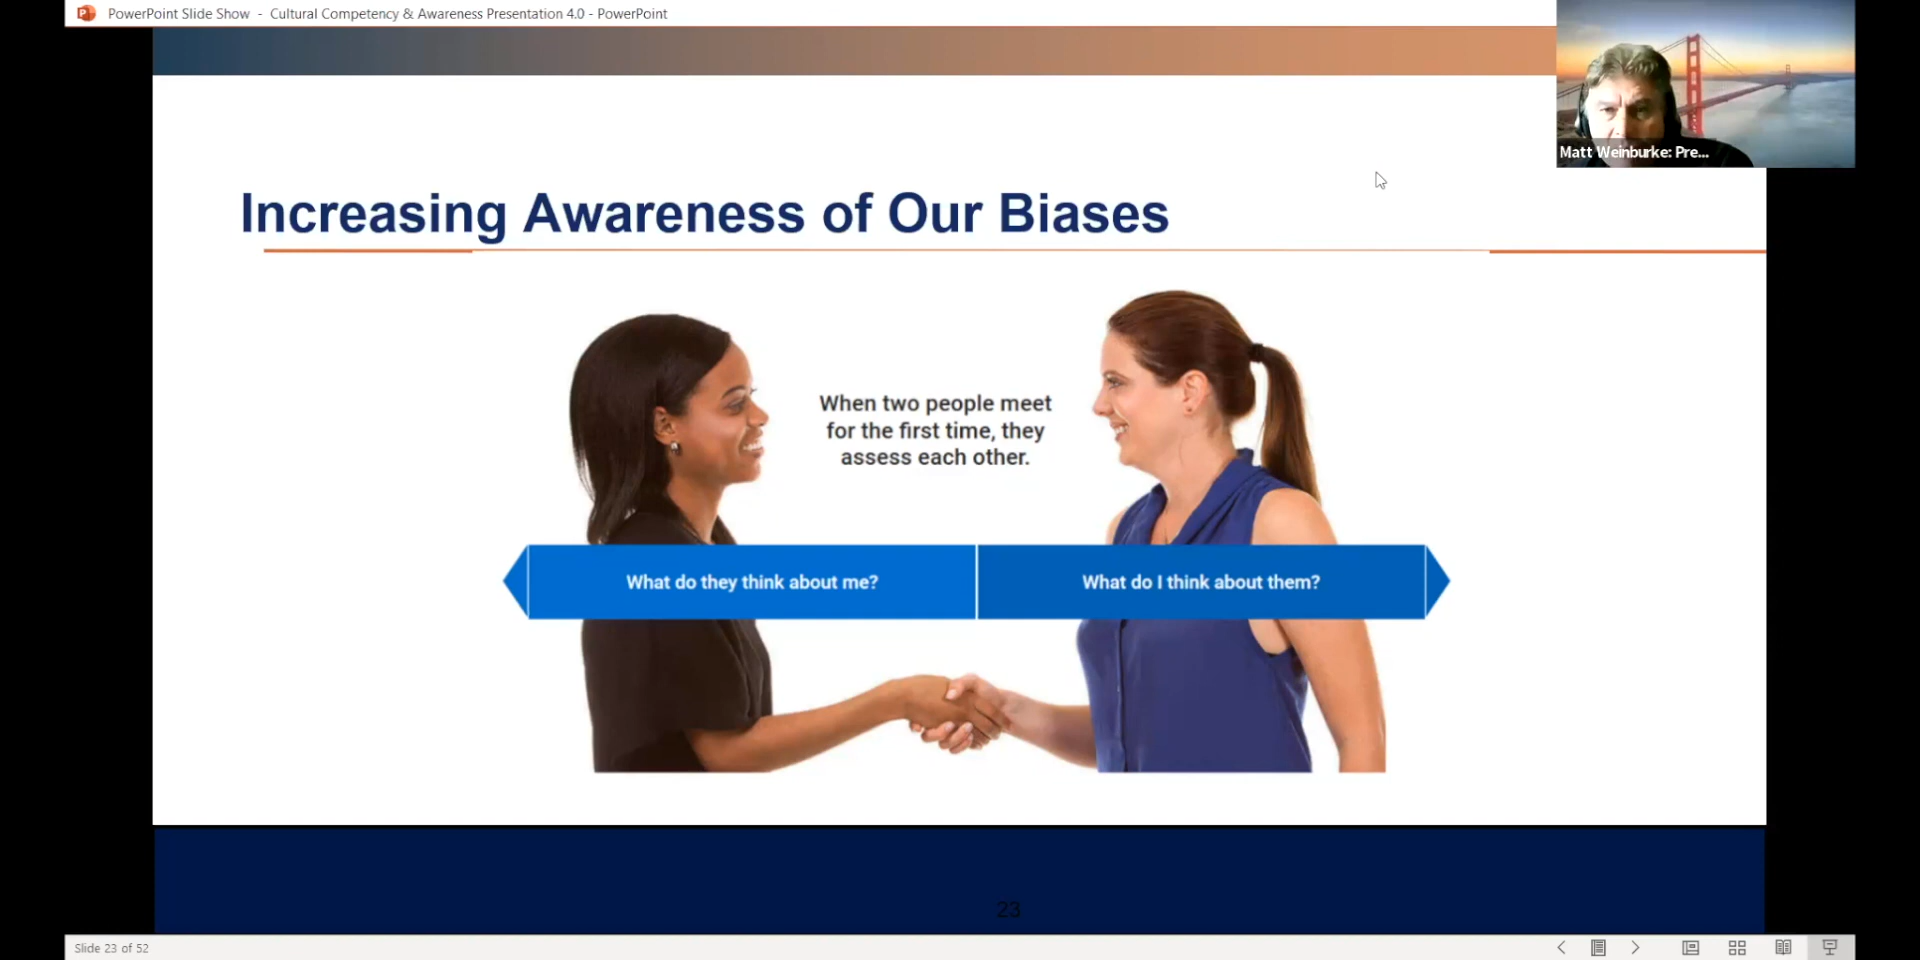 PowerPoint Slide Show - Cultural Competency & Awareness Presentation 4.0 - PowerPoint
Matt Weinburke: Pre...
Increasing Awareness of Our Biases
When two people meet
for the first time, they
assess each other.
What do they think about me?
What do I think about them?
23
Slide 23 of 52